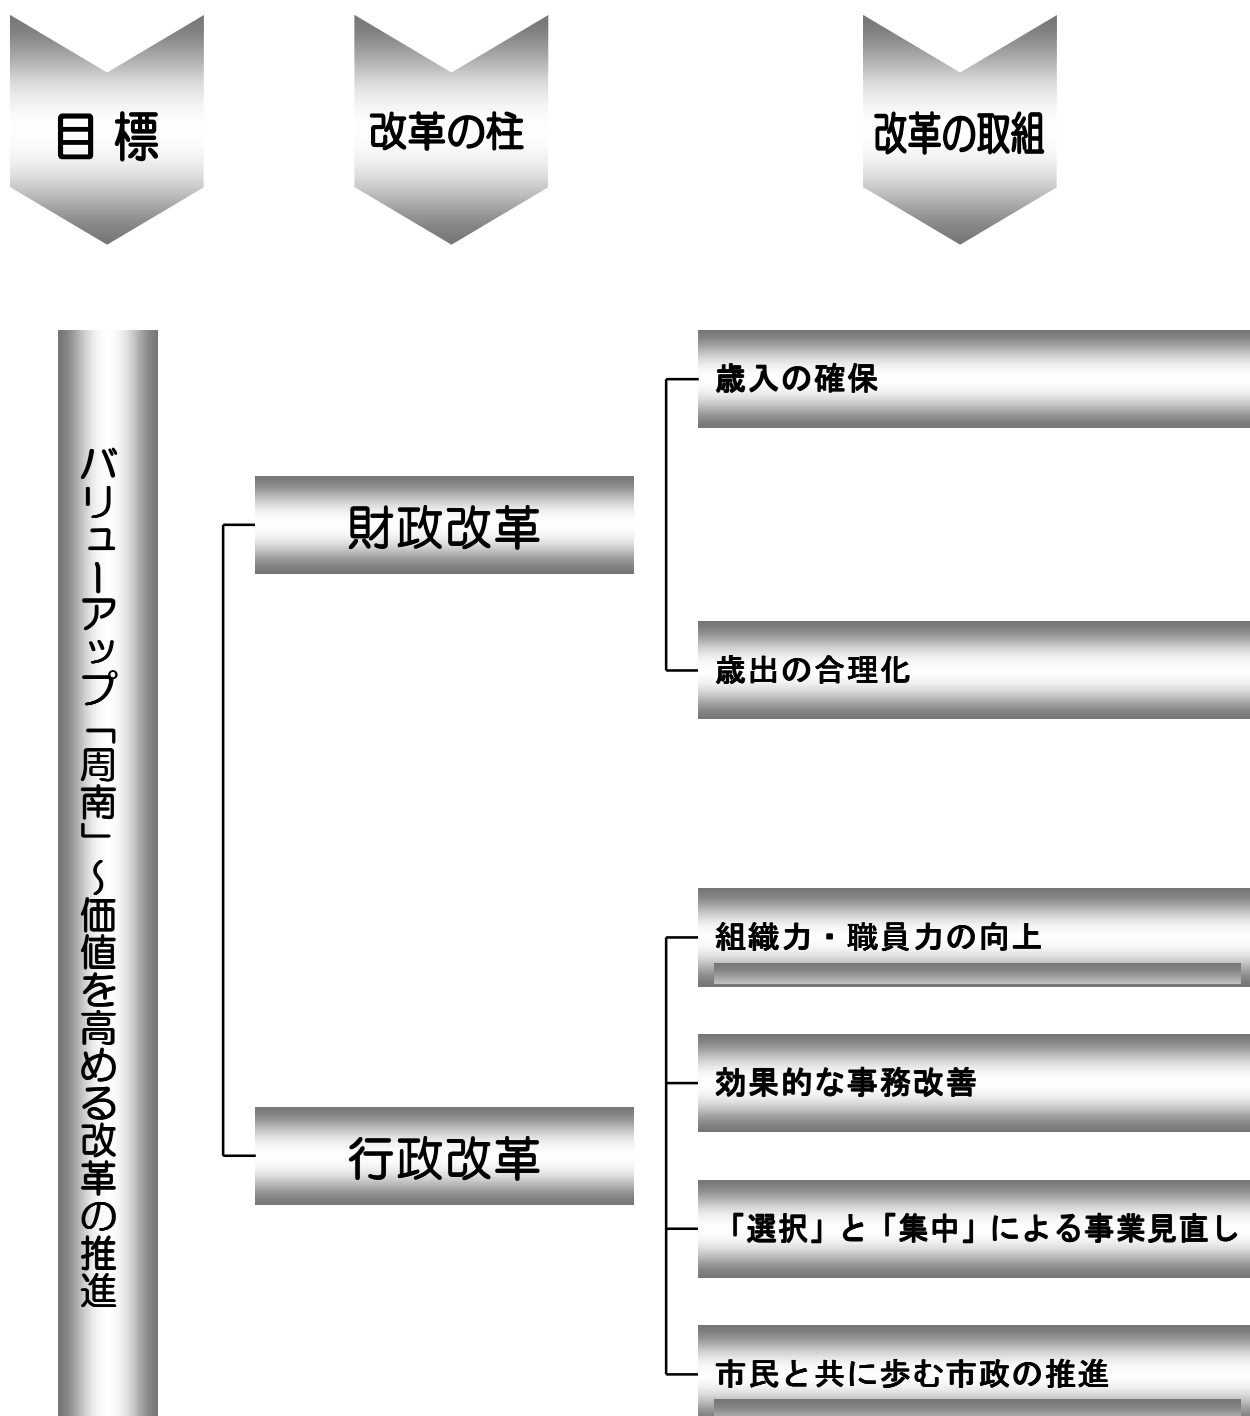 目 標
改革の柱
改革の取組
バリューアップ「周南」～価値を高める改革の推進
財政改革
歳入の確保
歳出の合理化
行政改革
組織力・職員力の向上
効果的な事務改善
「選択」と「集中」による事業見直し
市民と共に歩む市政の推進